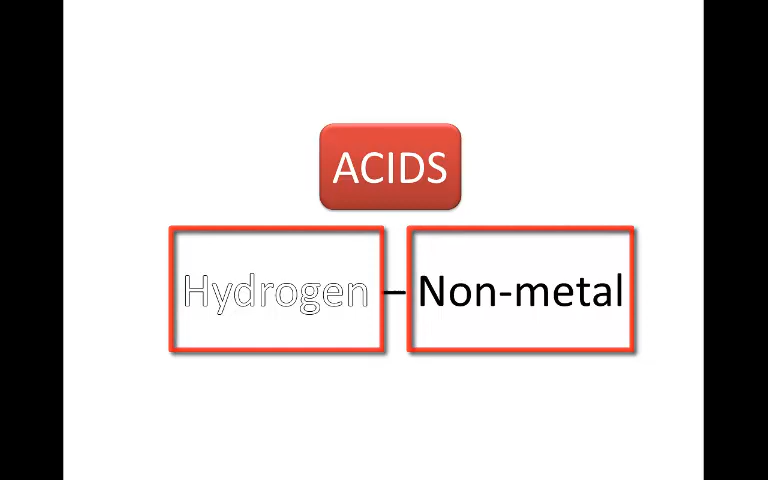 ACIDS
Hydrogen – Non-metal